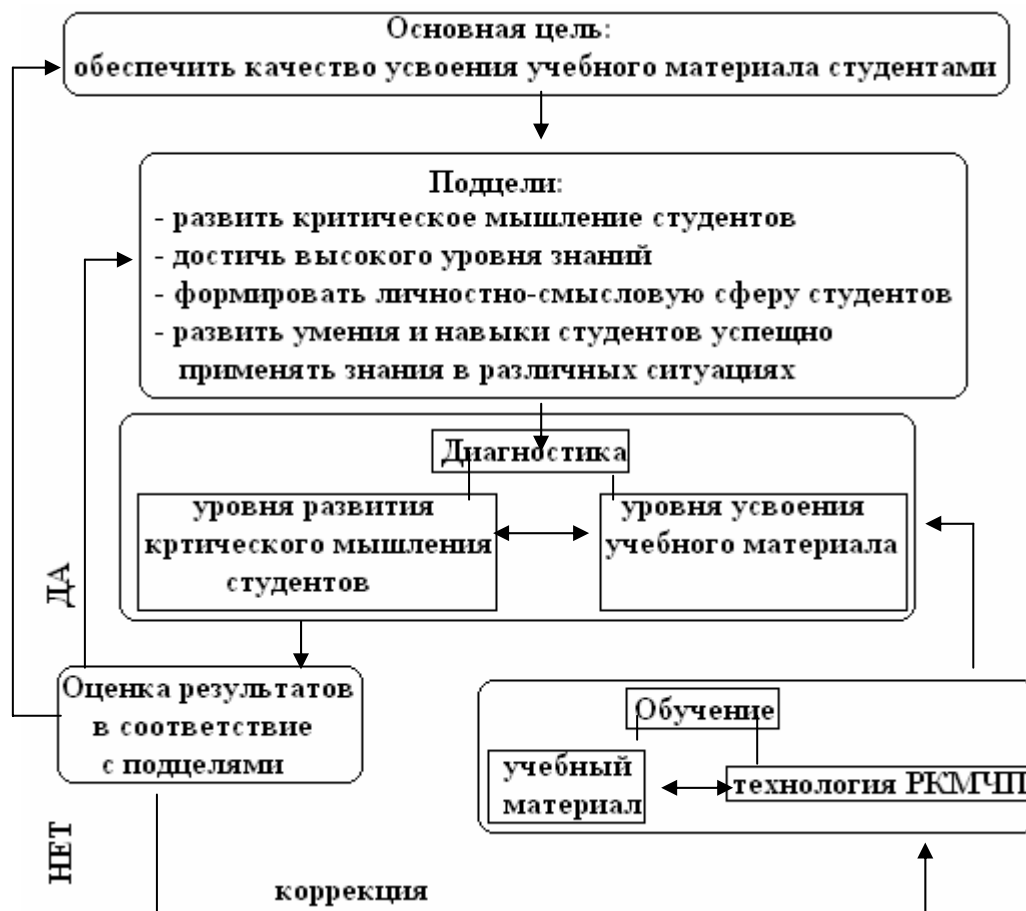 Основная цель:
обеспечить качество усвоения учебного материала студентами
Подцели:
- развить критическое мышление студентов
- достичь высокого уровня знаний
- формировать личностно-смысловую сферу студентов
- развить умения и навыки студентов успещно
применять знания в различных ситуациях
Диагностика
уровня развития
кртического мышления
студентов
уровня усвоения
учебного материала
ДА
Оценка результатов
в соответствие
с подцелями
Обучение
учебный
материал
технология РКМЧП
НЕТ
коррекция